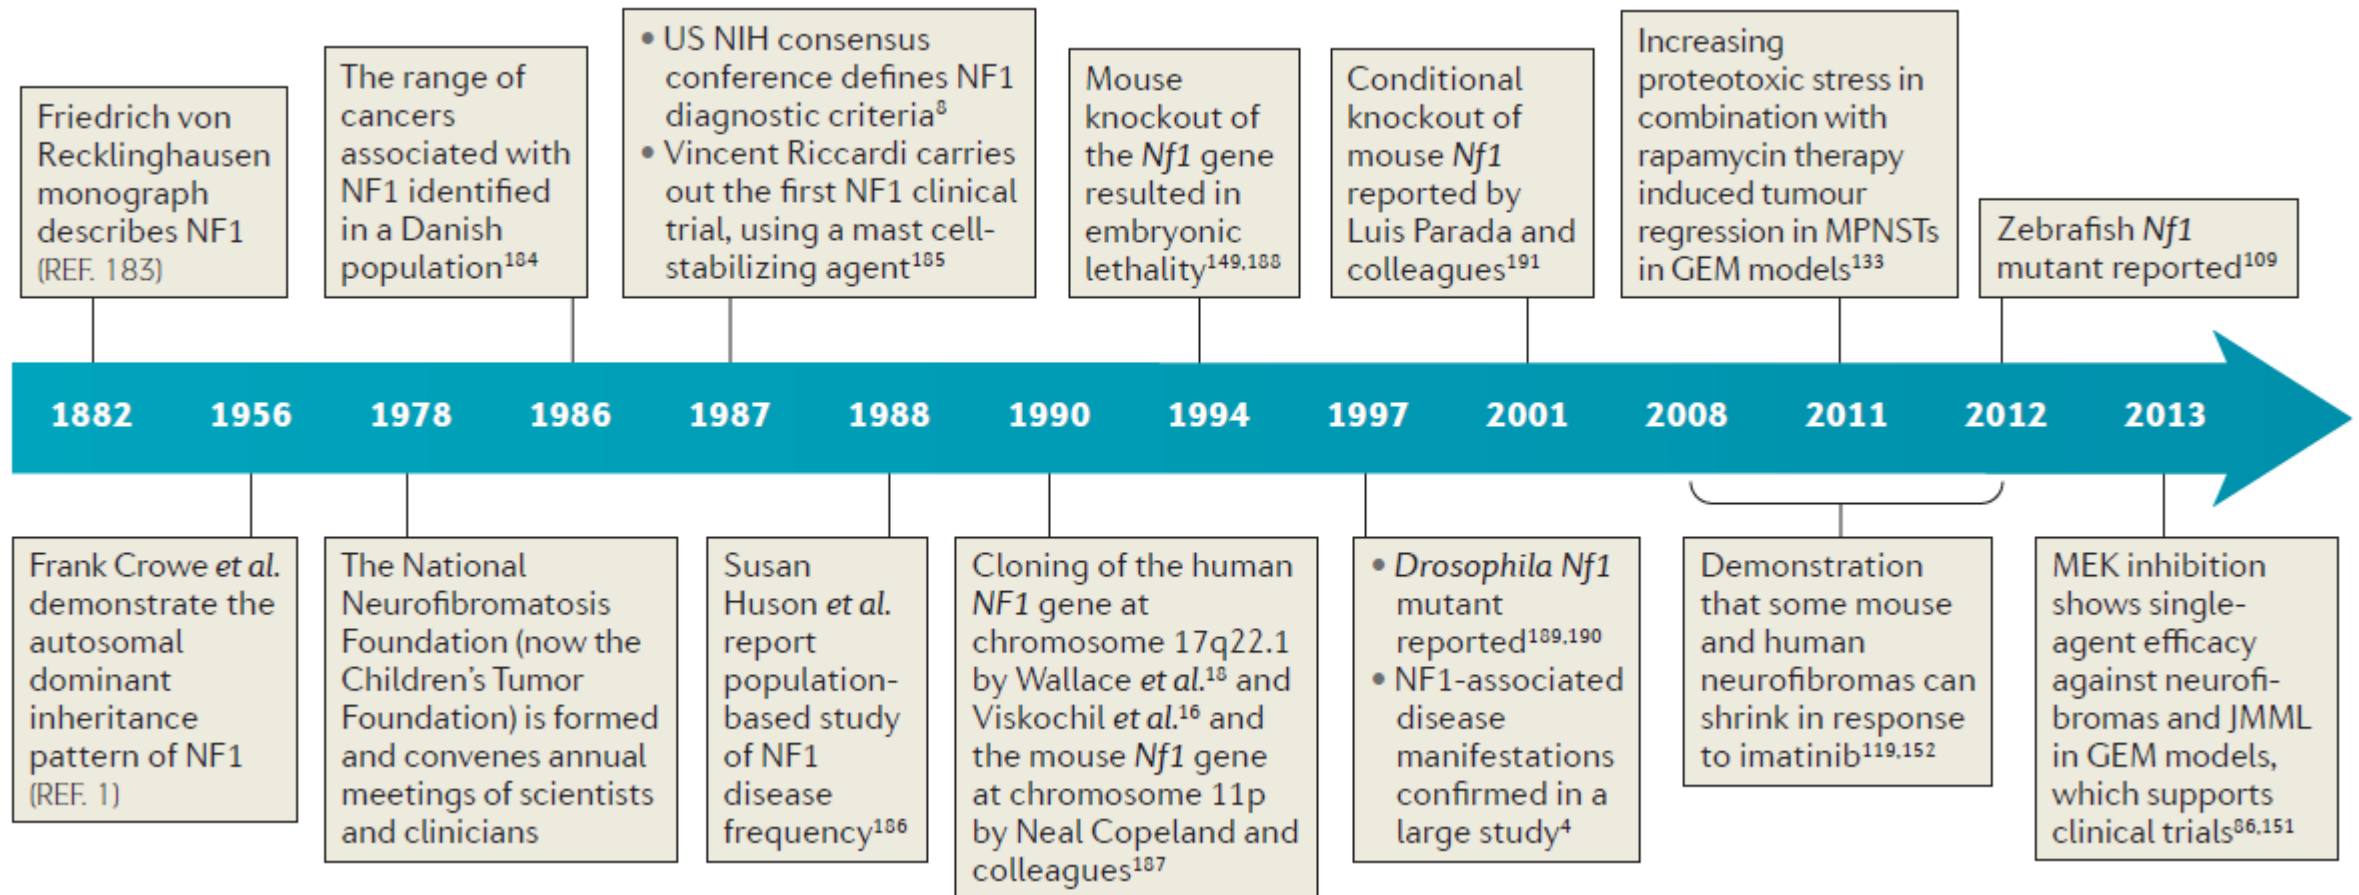 Friedrich von
Recklinghausen
monograph
describes NF1
(REF. 183)
The range of
cancers
associated with
NF1 identified
in a Danish
population184
• US NIH consensus
conference defines NF1
diagnostic criteria8
• Vincent Riccardi carries
out the first NF1 clinical
trial, using a mast cell-
stabilizing agent185
Mouse
knockout of
the Nf1 gene
resulted in
embryonic
lethality149,188
Conditional
knockout of
mouse Nf1
reported by
Luis Parada and
colleagues191
Increasing
proteotoxic stress in
combination with
rapamycin therapy
induced tumour
regression in MPNSTs
in GEM models133
Zebrafish Nf1
mutant reported109
1882 1956 1978 1986 1987 1988 1990 1994 1997 2001 2008 2011 2012 2013
Frank Crowe et al.
demonstrate the
autosomal
dominant
inheritance
pattern of NF1
(REF. 1)
The National
Neurofibromatosis
Foundation (now the
Children's Tumor
Foundation) is formed
and convenes annual
meetings of scientists
and clinicians
Susan
Huson et al.
report
population-
based study
of NF1
disease
frequency186
Cloning of the human
NF1 gene at
chromosome 17q22.1
by Wallace et al.18 and
Viskochil et al.16 and
the mouse Nf1 gene
at chromosome 11p
by Neal Copeland and
colleagues187
• Drosophila Nf1
mutant
reported189,190
• NF1-associated
disease
manifestations
confirmed in a
large study4
Demonstration
that some mouse
and human
neurofibromas can
shrink in response
to imatinib119,152
MEK inhibition
shows single-
agent efficacy
against neurofi-
bromas and JMML
in GEM models,
which supports
clinical trials86,151